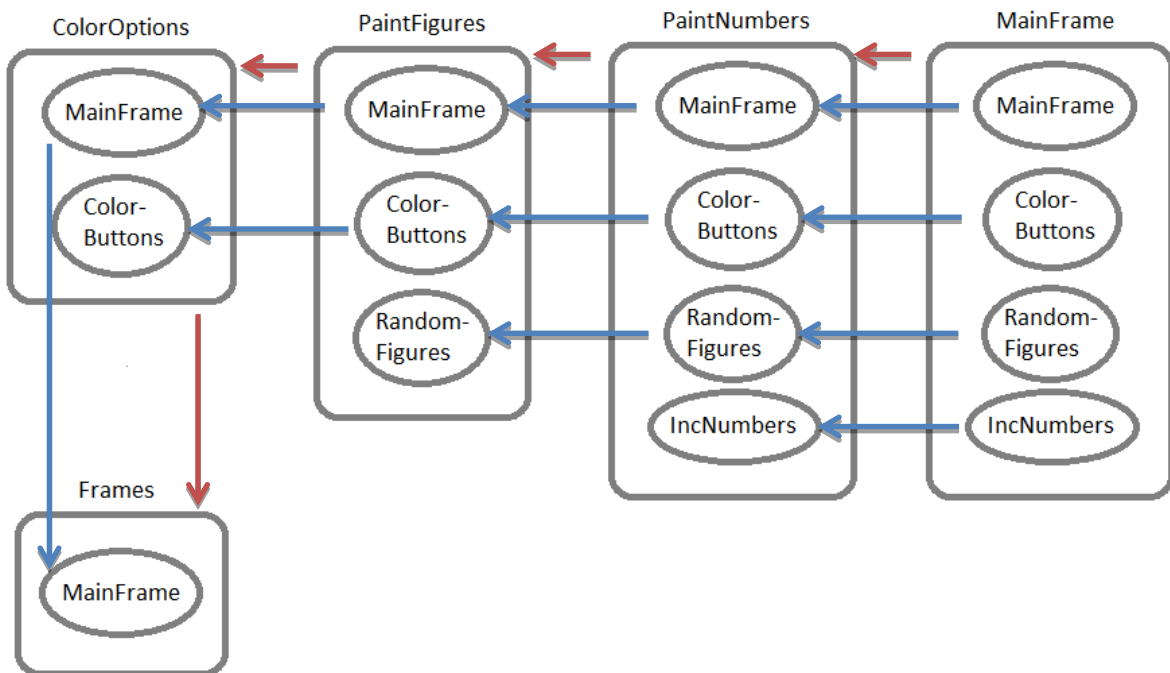 ColorOptions
MainFrame
Color-
Buttons
PaintFigures
MainFrame
Color-
Buttons
Random-
Figures
PaintNumbers
MainFrame
Color-
Buttons
Random-
Figures
IncNumbers
MainFrame
MainFrame
Color-
Buttons
Random-
Figures
IncNumbers
Frames
MainFrame